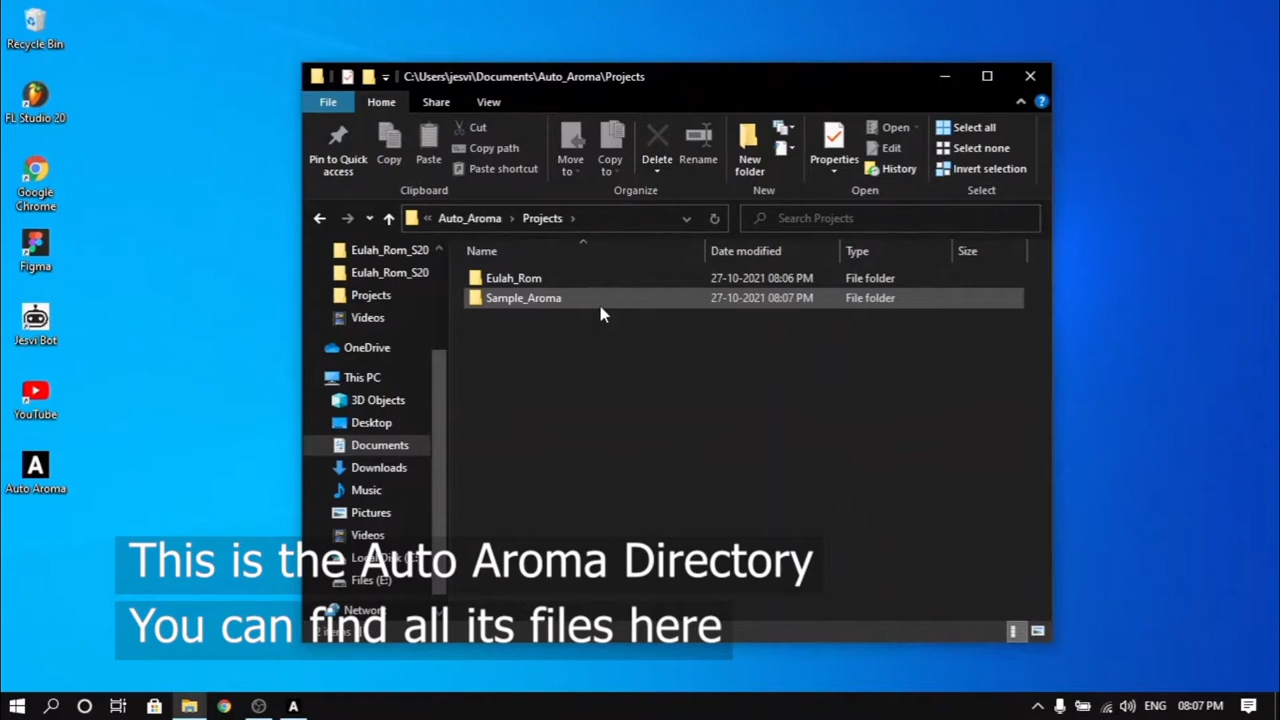 Recycle Bin
FL Studio 20
Google
Chrome
Figma
Jesvi Bot
YouTube
Auto Aroma
C:\Users\jesvi\Documents\Auto_Aroma\Projects
File
Home
Share
View
Pin to Quick
access
Copy
Paste
Cut
Copy path
Paste shortcut
Clipboard
Move
to
Copy
to
Delete
Rename
Organize
New
folder
New
Properties
Open
Edit
History
Open
Select all
Select none
Invert selection
Select
Auto_Aroma
Projects
Search Projects
Eulah_Rom_S20
Eulah_Rom_S20
Projects
Videos
OneDrive
This PC
3D Objects
Desktop
Documents
Downloads
Music
Pictures
Videos
Local Disk
Files (E:)
Network
Name
Date modified
Type
Size
Eulah_Rom
27-10-2021 08:06 PM
File folder
Sample_Aroma
27-10-2021 08:07 PM
File folder
This is the Auto Aroma Directory
You can find all its files here
ENG
08:07 PM